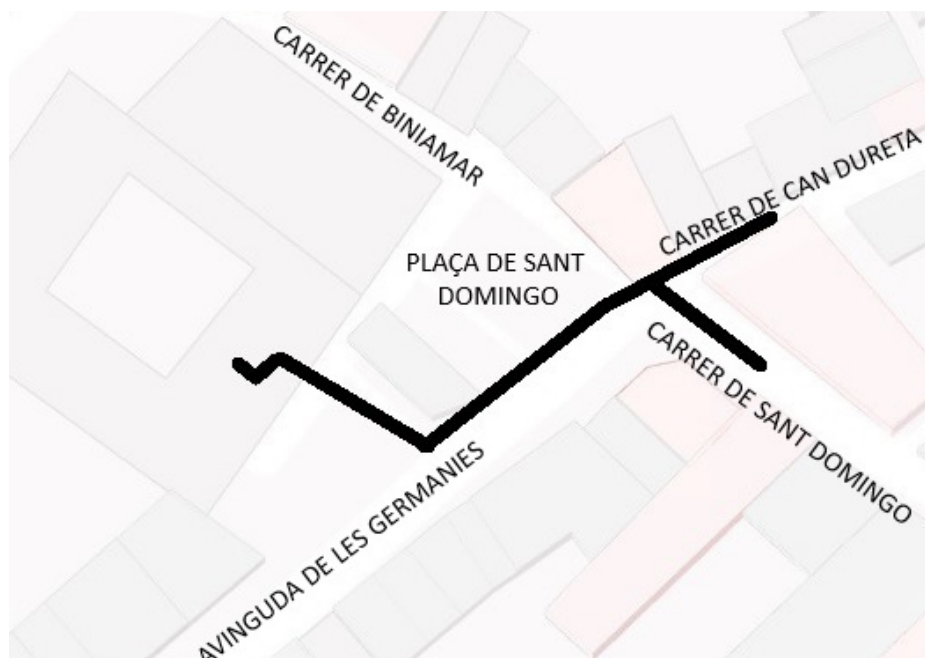 CARRER DE BINIAMAR
CARRER DE CAN DURETA
PLAÇA DE SANT
DOMINGO
CARRER DE SANT DOMINGO
AVINGUDA DE LES GERMANIES